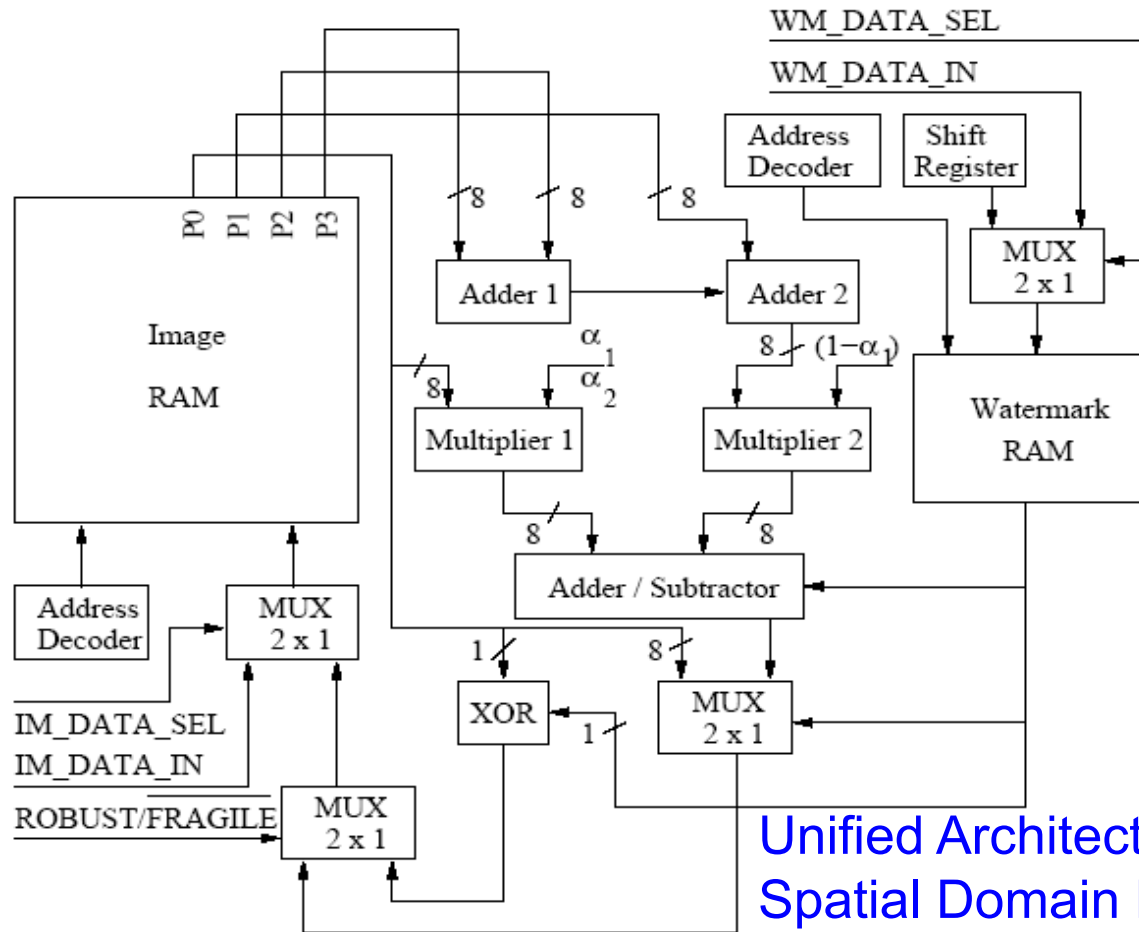 WM_DATA_SEL
WM_DATA_IN
Address
Decoder
Shift
Register
P0
P1
P2
P3
8
8
8
MUX
2 x 1
Adder 1
Adder 2
Image
RAM
α1
α2
8
8
(1−α1)
Watermark
RAM
Multiplier 1
Multiplier 2
8
8
Adder / Subtractor
Address
Decoder
MUX
2 x 1
1
8
XOR
1
MUX
2 x 1
IM_DATA_SEL
IM_DATA_IN
ROBUST/FRAGILE
MUX
2 x 1
Unified
Spatial Domain